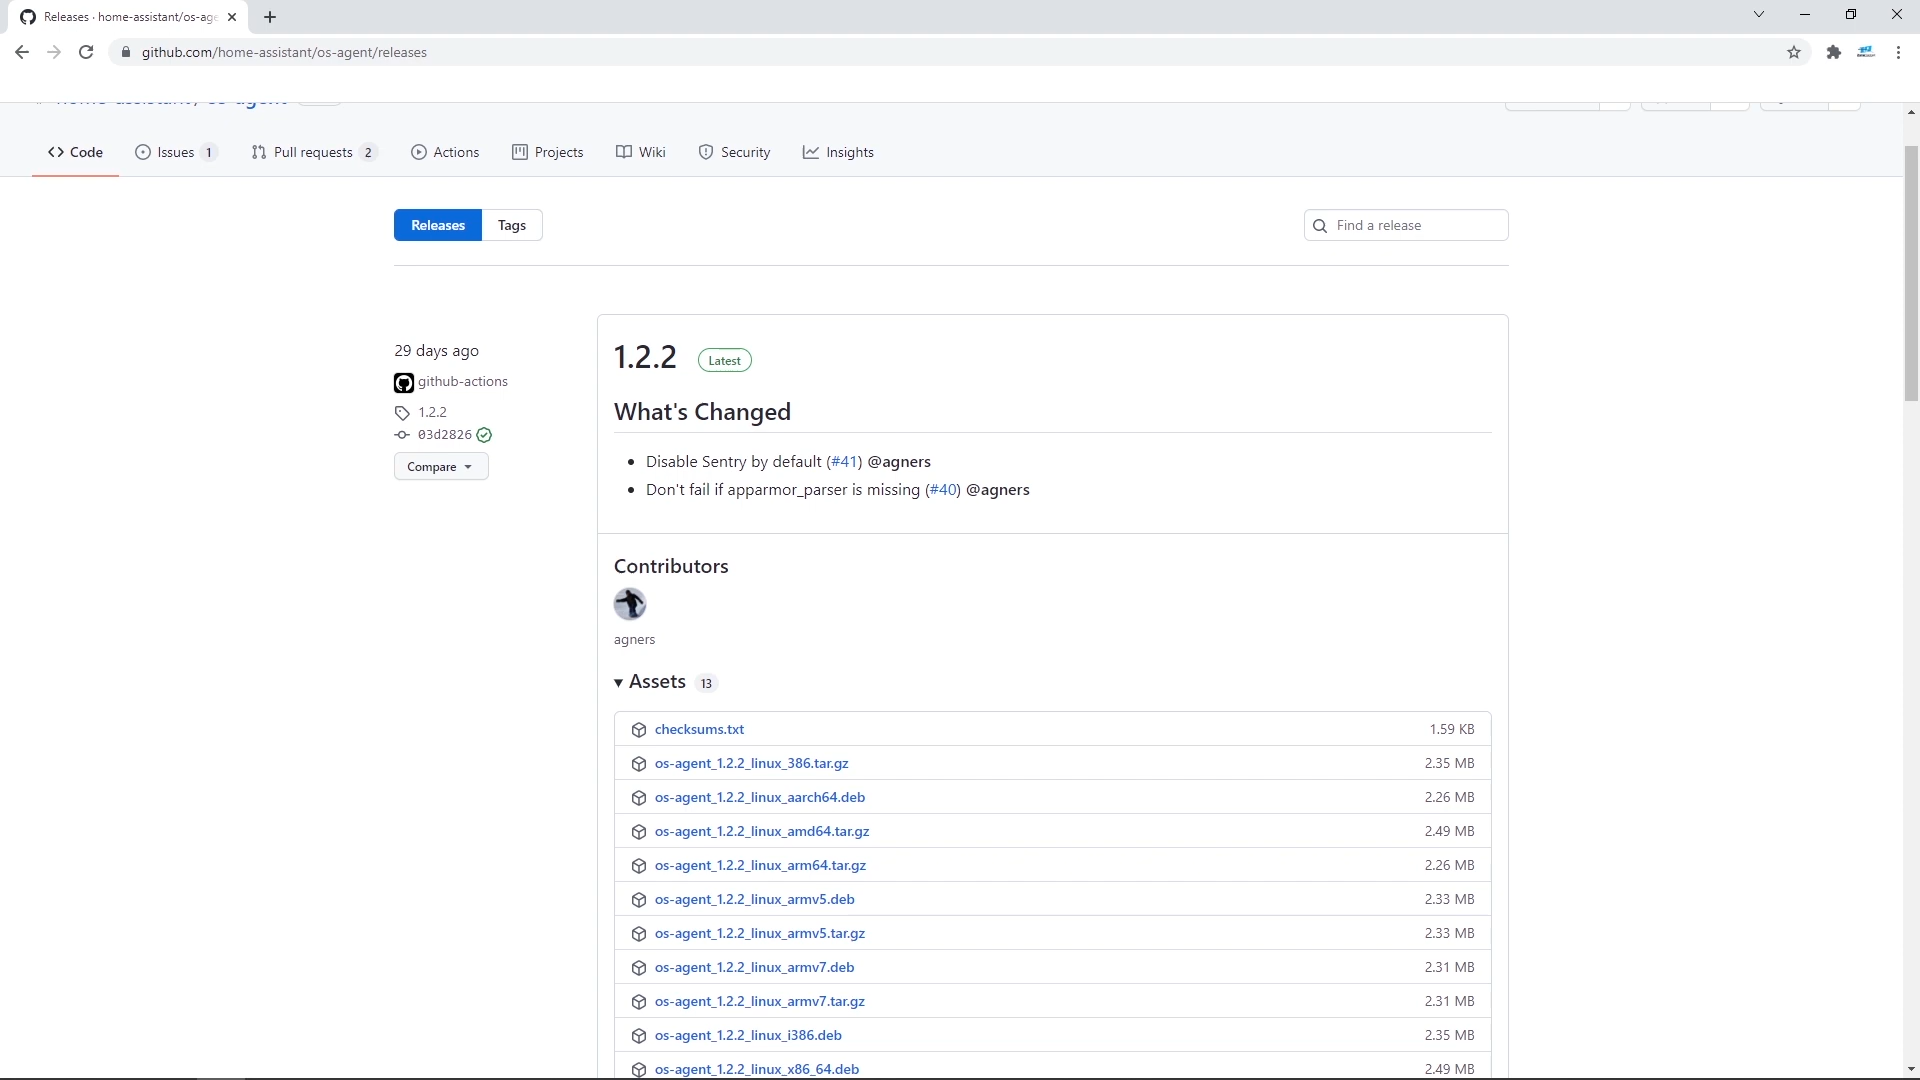 Releases · home-assistant/os-age
github.com/home-assistant/os-agent/releases
home-assistant / os-agent
Code
Issues 1
Pull requests 2
Actions
Projects
Wiki
Security
Insights
Releases
Tags
Find a release
29 days ago
github-actions
1.2.2
03d2826
Compare
1.2.2 Latest
What's Changed
Disable Sentry by default (#41) @agners
Don't fail if apparmor_parser is missing (#40) @agners
Contributors
agners
Assets 13
checksums.txt 1.59 KB
os-agent_1.2.2_linux_386.tar.gz 2.35 MB
os-agent_1.2.2_linux_aarch64.deb 2.26 MB
os-agent_1.2.2_linux_amd64.tar.gz 2.49 MB
os-agent_1.2.2_linux_arm64.tar.gz 2.26 MB
os-agent_1.2.2_linux_armv5.deb 2.33 MB
os-agent_1.2.2_linux_armv5.tar.gz 2.33 MB
os-agent_1.2.2_linux_armv7.deb 2.31 MB
os-agent_1.2.2_linux_armv7.tar.gz 2.31 MB
os-agent_1.2.2_linux_i386.deb 2.35 MB
os-agent_1.2.2_linux_x86_64.deb 2.49 MB